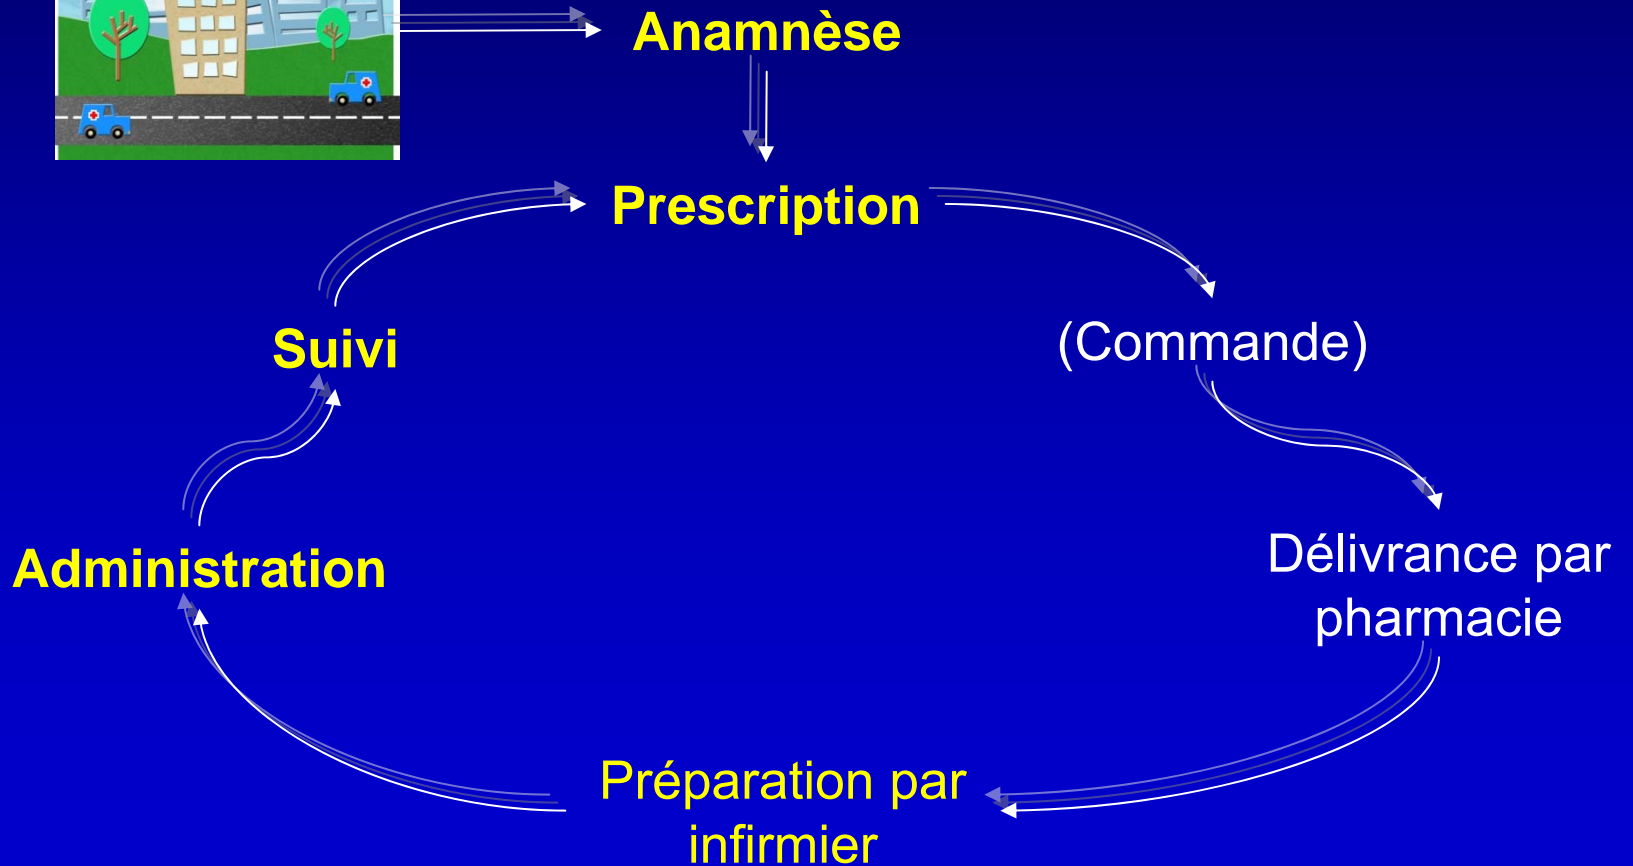 Anamnèse
Prescription
(Commande)
Suivi
Délivrance par
pharmacie
Administration
Préparation par
infirmier